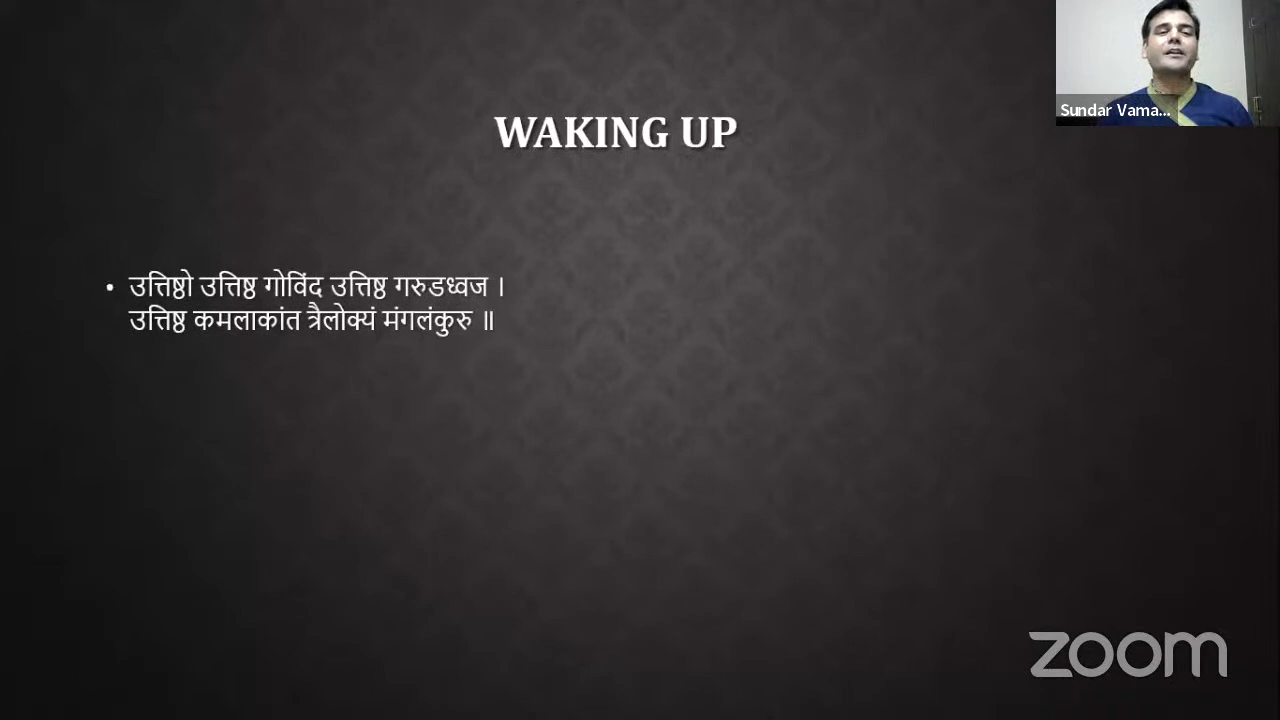 Sundar Vama...
WAKING UP
• उत्तिष्ठो उत्तिष्ठ गोविंद उत्तिष्ठ गरुडध्वज ।
उत्तिष्ठ कमलाकांत त्रैलोक्यं मंगलंकुरु ॥
zoom